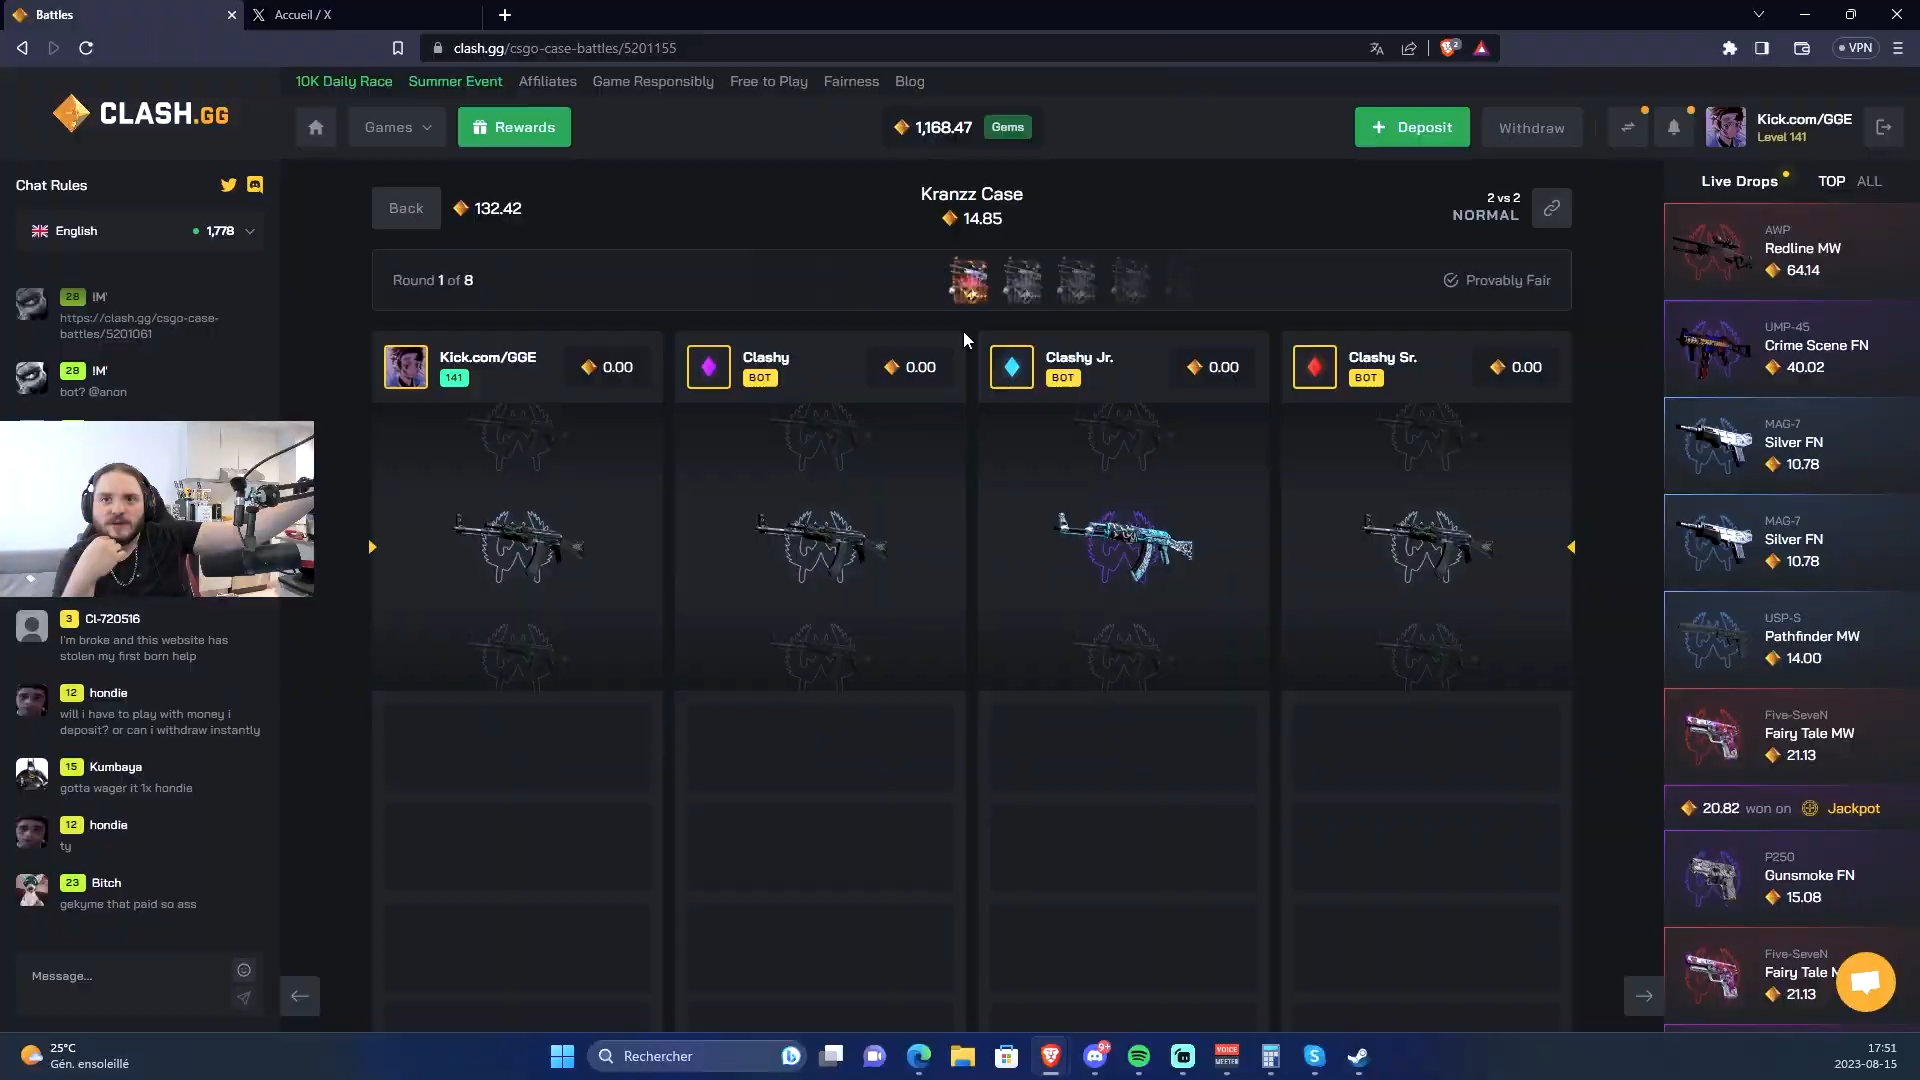 Battles
Accueil / X
clash.gg/csgo-case-battles/5201155
2
VPN
10K Daily Race
Summer Event
Affiliates
Game Responsibly
Free to Play
Fairness
Blog
CLASH.GG
Games
Rewards
1,168.47
Gems
Deposit
Withdraw
Kick.com/GGE
Level 141
Chat Rules
English
1,778
28 !M'
https://clash.gg/csgo-case-
battles/5201061
28 !M'
bot? @anon
3 Cl-720516
I'm broke and this website has
stolen my first born help
12 hondie
will i have to play with money i
deposit? or can i withdraw instantly
15 Kumbaya
gotta wager it 1x hondie
12 hondie
ty
23 Bitch
gekyme that paid so ass
Message...
Back
132.42
Kranzz Case
14.85
2 vs 2
NORMAL
Round 1 of 8
Provably Fair
Kick.com/GGE
141
0.00
Clashy
BOT
0.00
Clashy Jr.
BOT
0.00
Clashy Sr.
BOT
0.00
Live Drops
TOP
ALL
AWP
Redline MW
64.14
UMP-45
Crime Scene FN
40.02
MAG-7
Silver FN
10.78
MAG-7
Silver FN
10.78
USP-S
Pathfinder MW
14.00
Five-SeveN
Fairy Tale MW
21.13
20.82 won on Jackpot
P250
Gunsmoke FN
15.08
Five-SeveN
Fairy Tale
21.13
25°C
Gén. ensoleillé
Rechercher
9+
VOICE
MEETER
17:51
2023-08-15